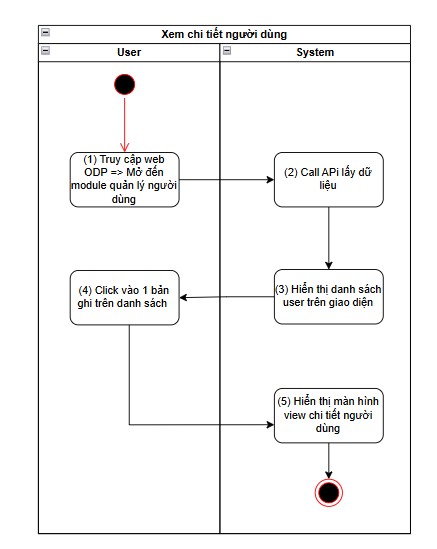 Xem chi tiết người dùng
User
System
(1) Truy cập web
ODP => Mở đến
module quản lý người
dùng
(2) Call APi lấy dữ
liệu
(3) Hiển thị danh sách
user trên giao diện
(4) Click vào 1 bản
ghi trên danh sách
(5) Hiển thị màn hình
view chi tiết người
dùng